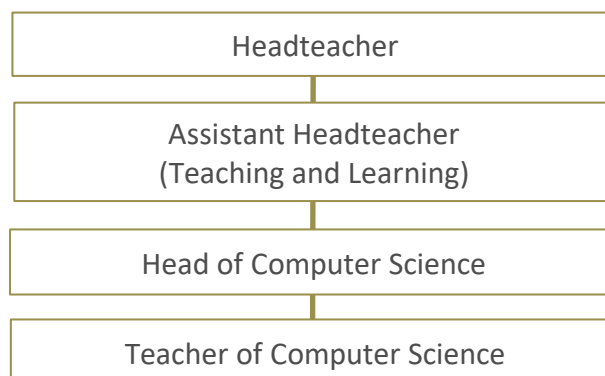 Headteacher
Assistant Headteacher
(Teaching and Learning)
Head of Computer Science
Teacher of Computer Science